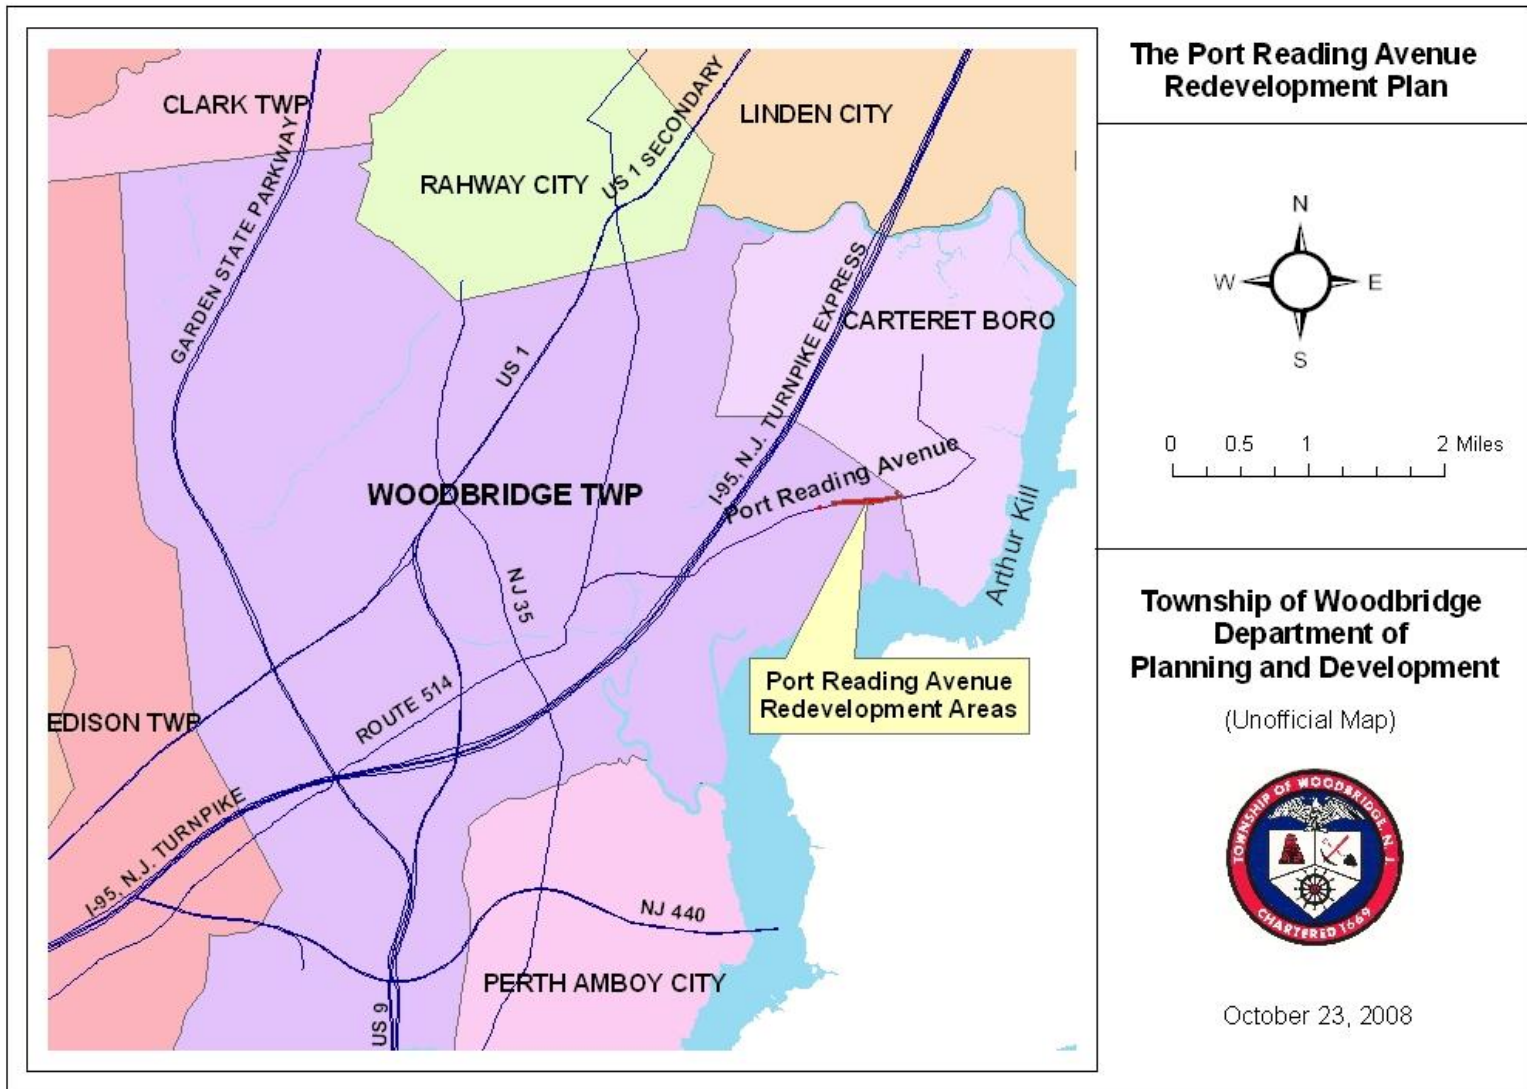 The Port Reading Avenue
Redevelopment Plan
CLARK TWP
LINDEN CITY
RAHWAY CITY
US 1 SECONDARY
GARDEN STATE PARKWAY
I-95, N.J. TURNPIKE EXPRESS
CARTERET BORO
US 1
Port Reading Avenue
WOODBRIDGE TWP
Arthur Kill
NJ 35
ROUTE 514
Port Reading Avenue
Redevelopment Areas
EDISON TWP
I-95, N.J. TURNPIKE
NJ 440
PERTH AMBOY CITY
US 9
N
W E
S
0 0.5 1 2 Miles
Township of Woodbridge
Department of
Planning and Development
(Unofficial Map)
TOWNSHIP OF WOODBRIDGE, N. J.
CHARTERED 1669
October 23, 2008